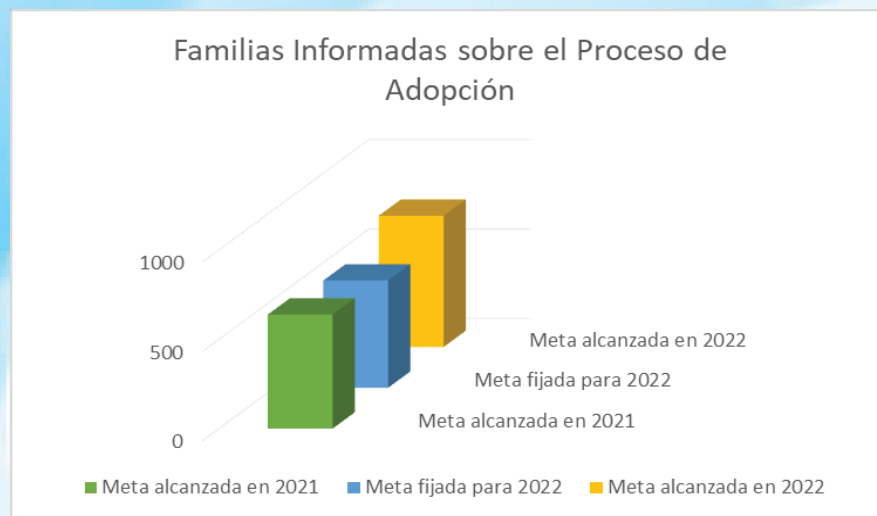 Familias Informadas sobre el Proceso de
Adopción
1000
500
0
Meta alcanzada en 2022
Meta fijada para 2022
Meta alcanzada en 2021
Meta alcanzada en 2021 Meta fijada para 2022 Meta alcanzada en 2022